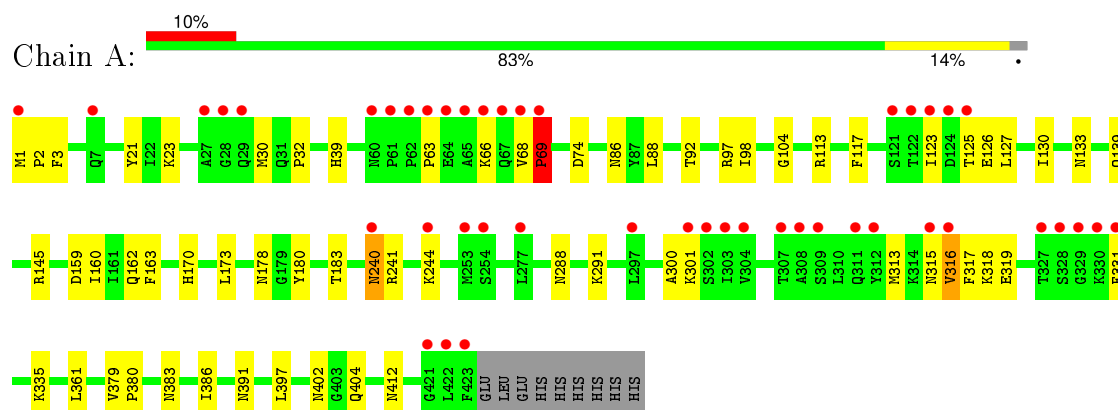 10%
Chain A:
83% 14% •
M1 P2 F3 Q7 Y21 I22 K23 A27 G28 Q29 M30 Q31 P32 H39 N60 P61 P62 P63 E64 A65 K66 Q67 V68 P69 D74 N86 Y87 L88 T92 R97 I98 G104 R113 F117 S121 T122 I123 D124 T125 E126 L127 I130 N133
R145 D159 I160 I161 Q162 F163 H170 L173 N178 G179 Y180 T183 N240 R241 K244 M253 S254 L277 N288 K291 L297 A300 K301 S302 I303 V304 T307 A308 S309 L310 Q311 Y312 M313 K314 N315 V316 F317 K318 E319 T327 S328 G329 K330
K335 L361 V379 P380 N383 I386 N391 L397 N402 G403 Q404 N412 G421 L422 F423 GLU LEU GLU HIS HIS HIS HIS HIS HIS